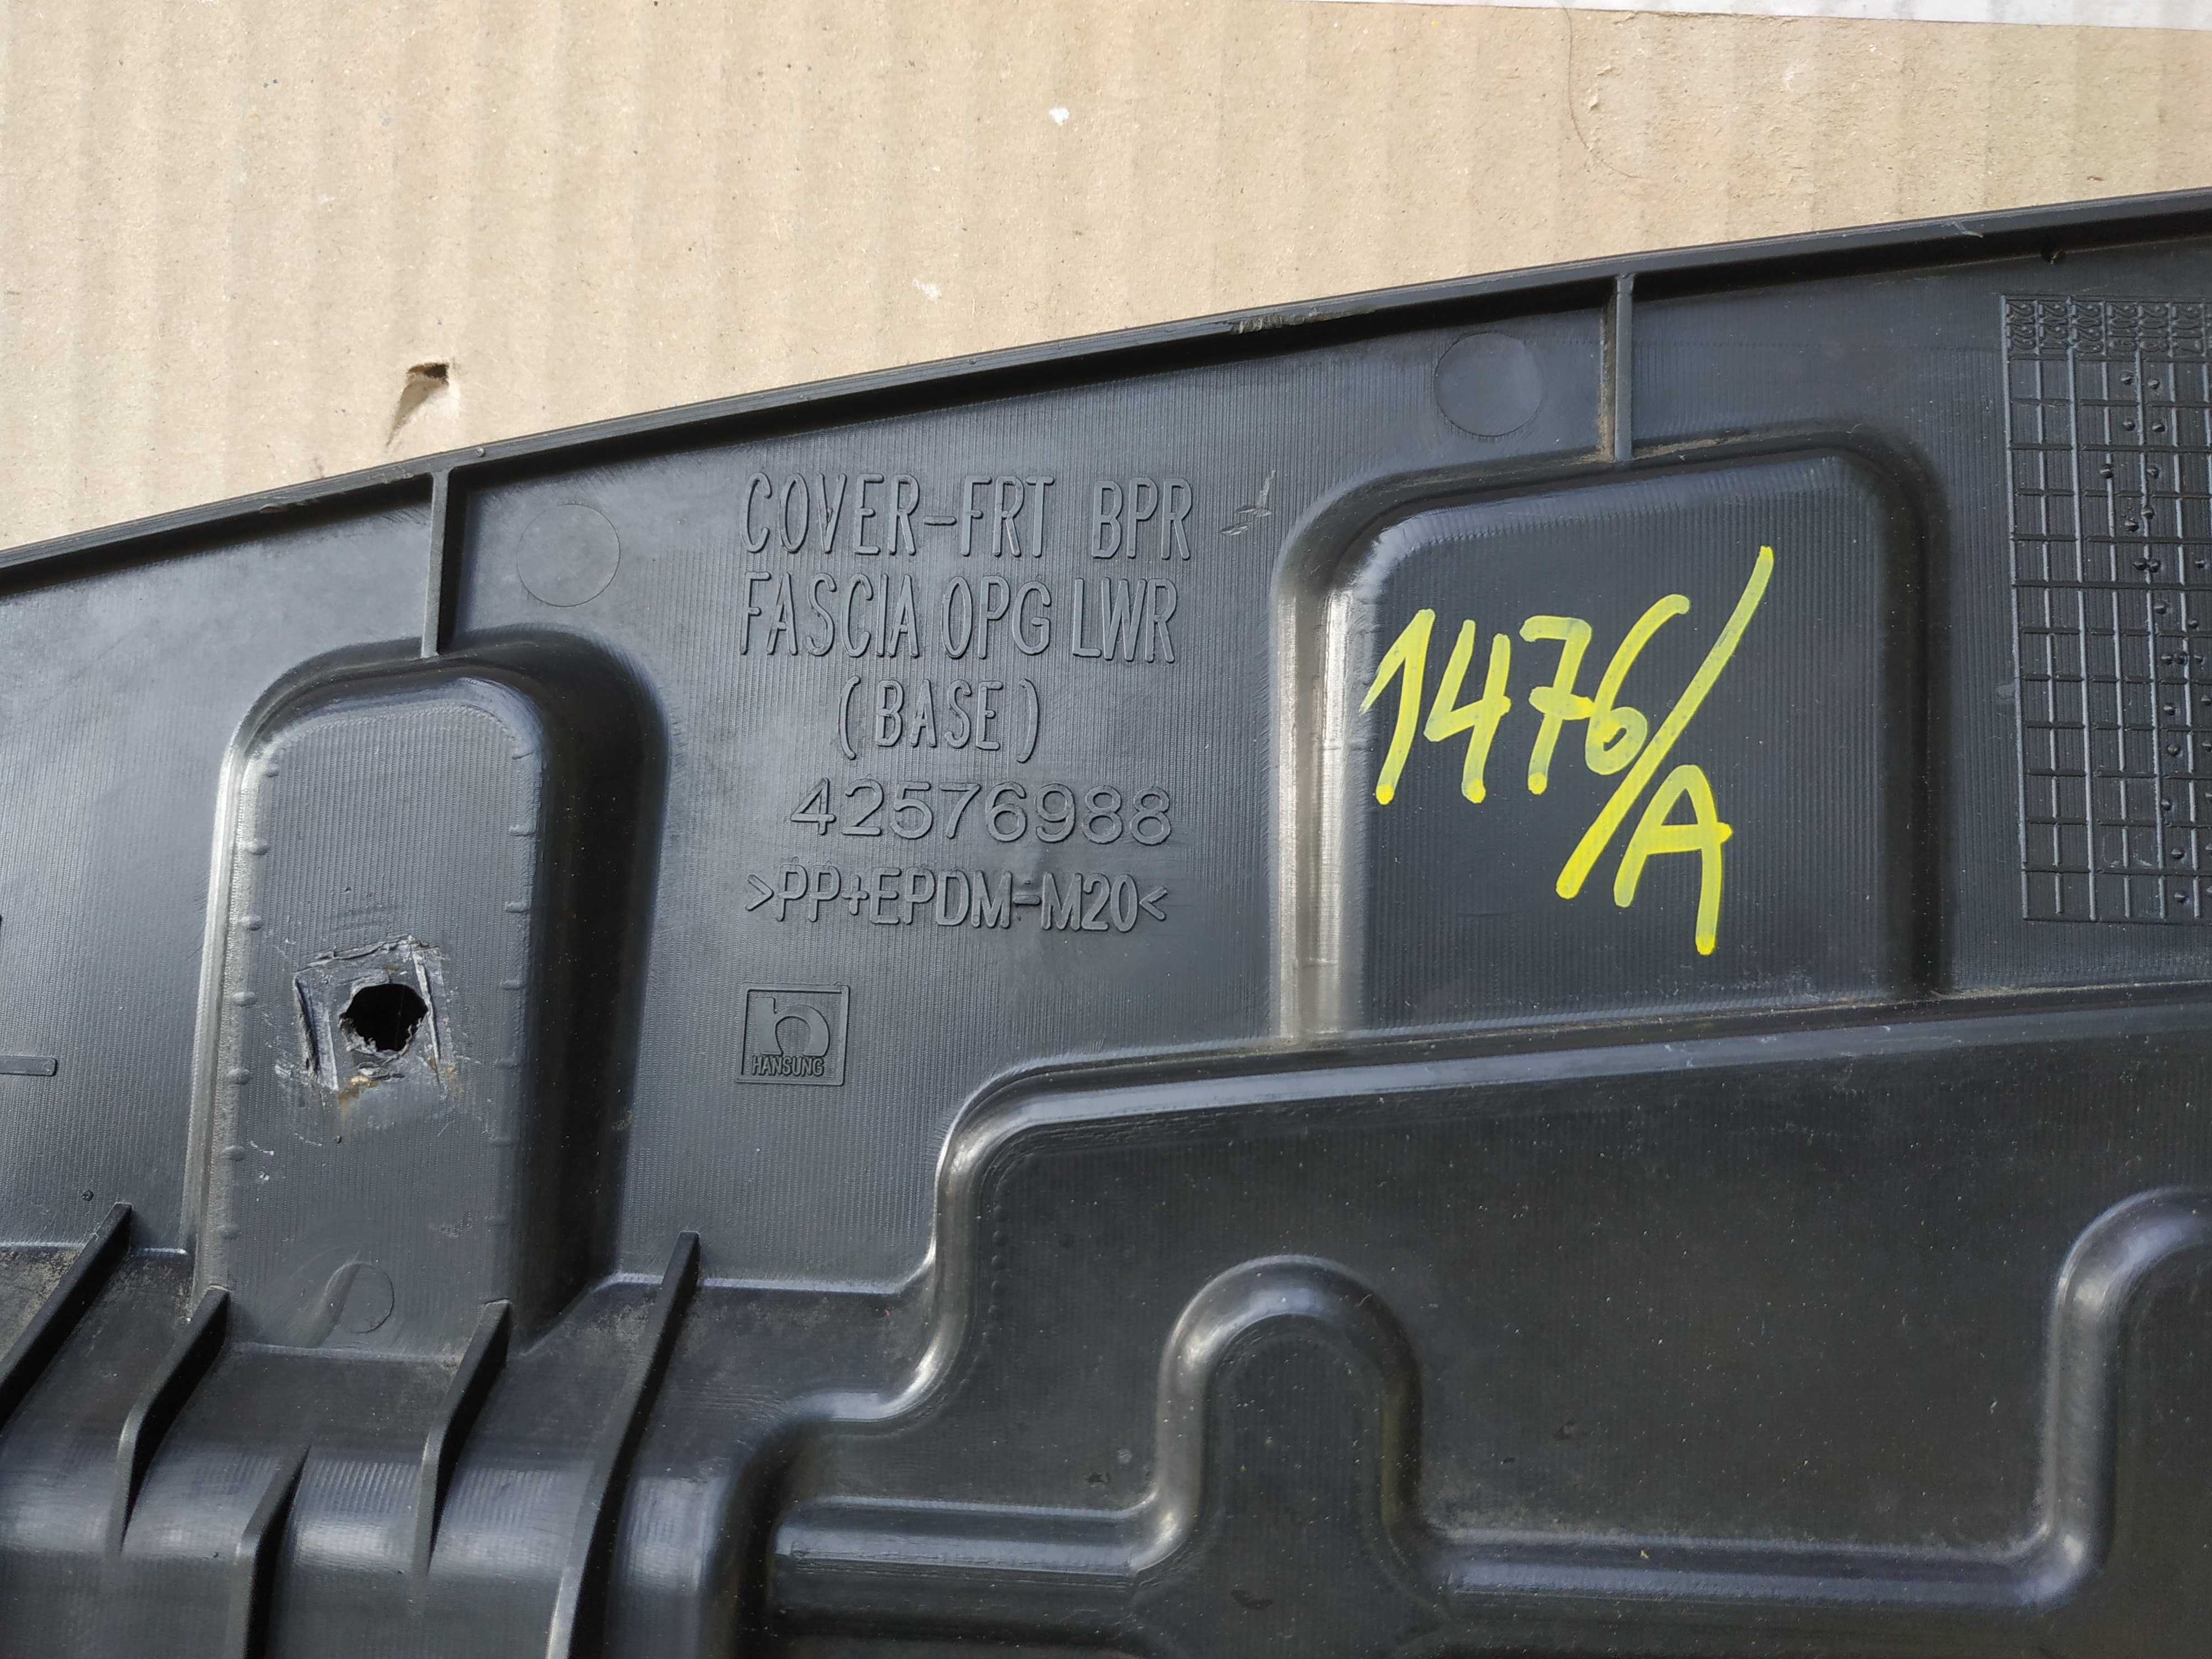 COVER-FRT BPR
FASCIA OPG LWR
(BASE)
42576988
>PP+EPDM-M20<
HANSUNG
1476/A